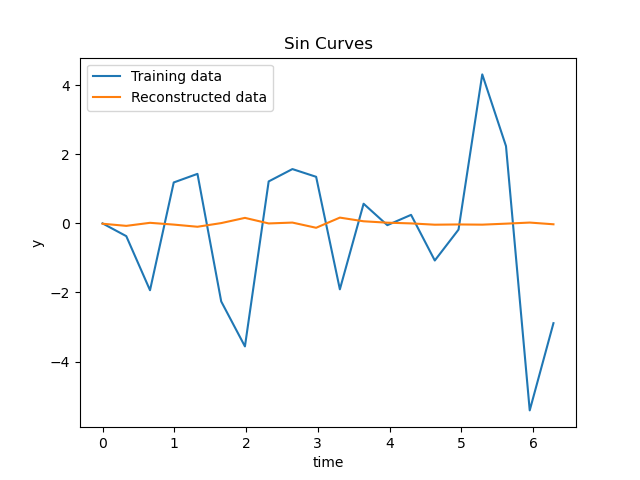 Sin Curves
Training data
Reconstructed data
y
4
2
0
−2
−4
0 1 2 3 4 5 6
time